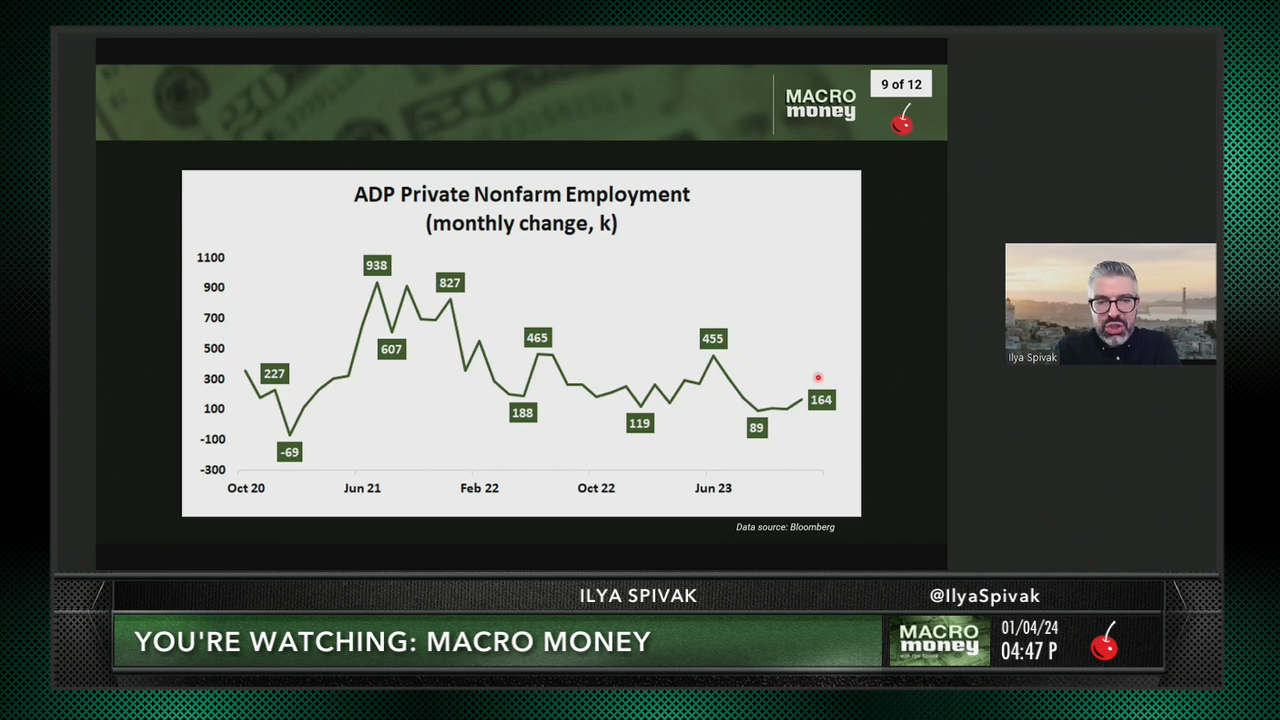 MACRO
money
9 of 12
ADP Private Nonfarm Employment
(monthly change, k)
1100
900
700
500
300
100
-100
-300
938
827
607
227
-69
465
188
455
119
89
164
Oct 20
Jun 21
Feb 22
Oct 22
Jun 23
Data source: Bloomberg
Ilya Spivak
ILYA SPIVAK
@IlyaSpivak
YOU'RE WATCHING: MACRO MONEY
MACRO
money
01/04/24
04:47 P